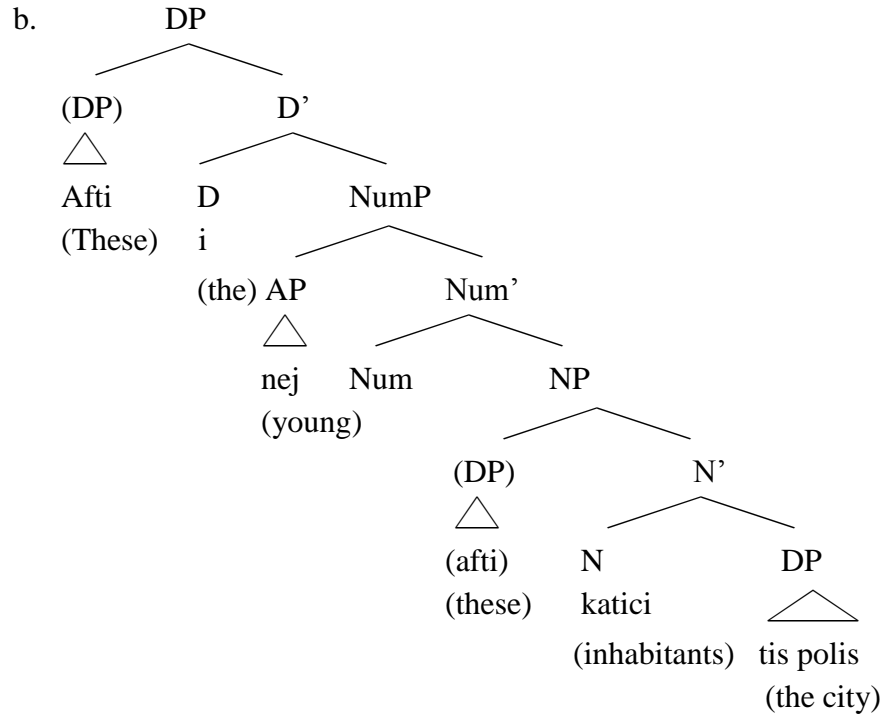 b. DP
(DP) D’
Afti D NumP
(These) i
(the) AP Num’
nej Num NP
(young)
(DP) N’
(afti) N DP
(these) katici
(inhabitants) tis polis
(the city)